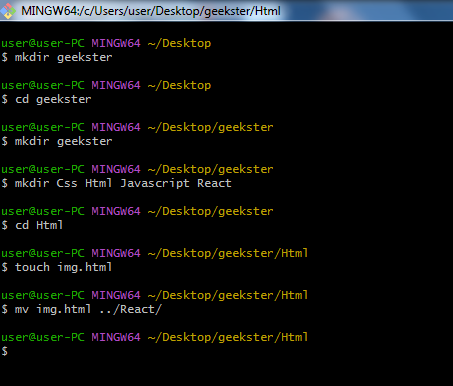 MINGW64:/c/Users/user/Desktop/geekster/Html
user@user-PC MINGW64 ~/Desktop
$ mkdir geekster
user@user-PC MINGW64 ~/Desktop
$ cd geekster
user@user-PC MINGW64 ~/Desktop/geekster
$ mkdir geekster
user@user-PC MINGW64 ~/Desktop/geekster
$ mkdir Css Html Javascript React
user@user-PC MINGW64 ~/Desktop/geekster
$ cd Html
user@user-PC MINGW64 ~/Desktop/geekster/Html
$ touch img.html
user@user-PC MINGW64 ~/Desktop/geekster/Html
$ mv img.html ../React/
user@user-PC MINGW64 ~/Desktop/geekster/Html
$